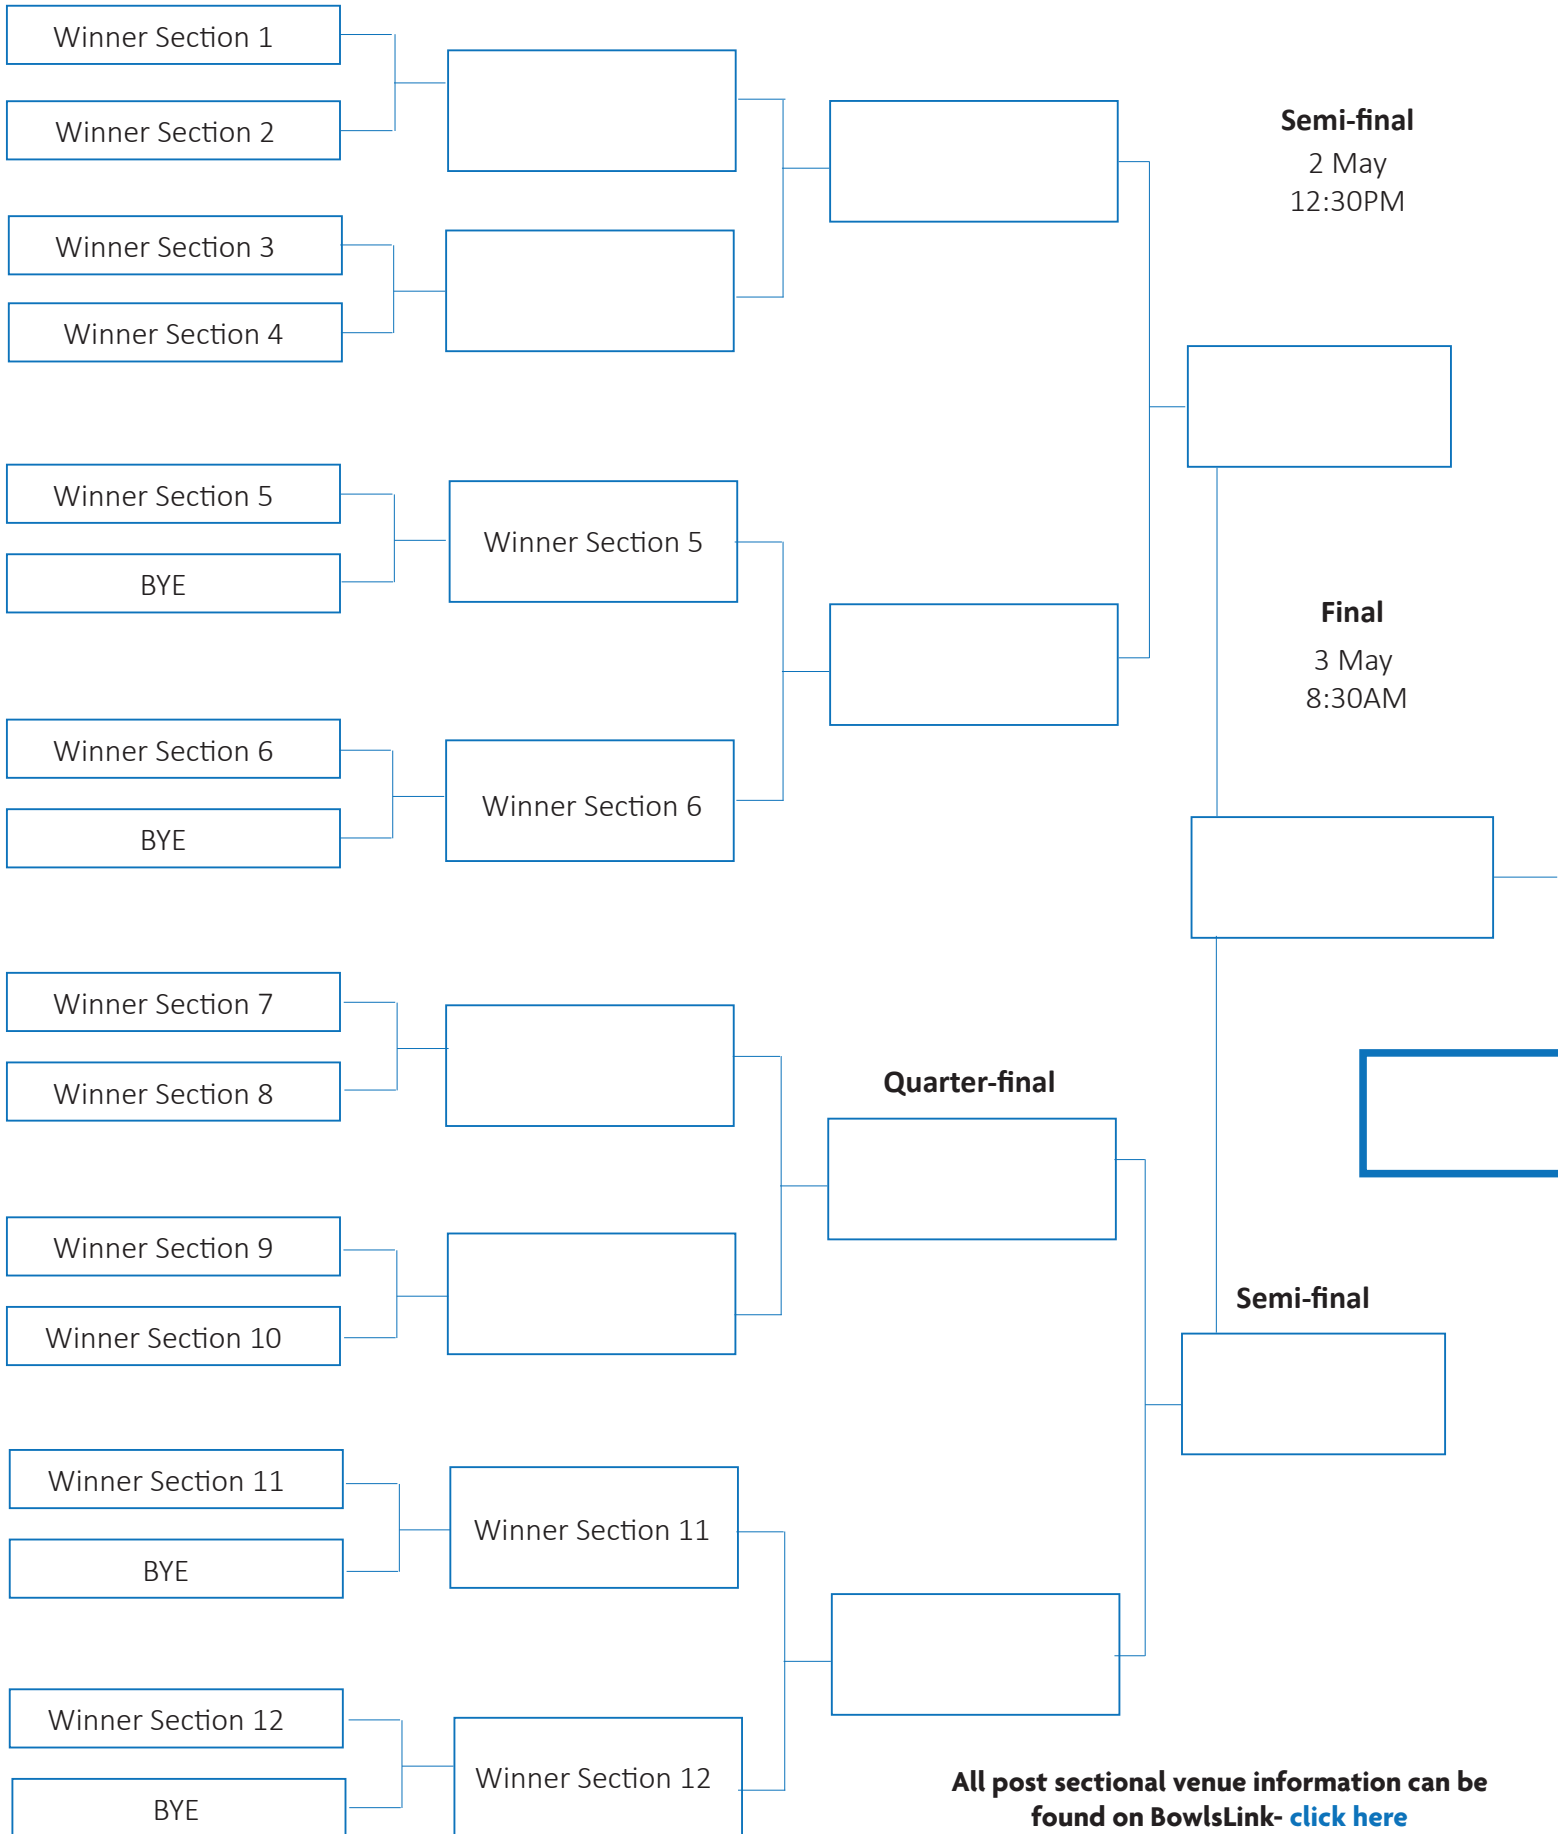 Winner Section 1
Winner Section 2
Winner Section 3
Winner Section 4
Winner Section 5
BYE
Winner Section 6
BYE
Winner Section 7
Winner Section 8
Winner Section 9
Winner Section 10
Winner Section 11
BYE
Winner Section 12
BYE
Winner Section 5
Winner Section 6
Winner Section 11
Winner Section 12
Quarter-final
Semi-final
2 May
12:30PM
Final
3 May
8:30AM
Semi-final
All post sectional venue information can be
found on BowlsLink- click here